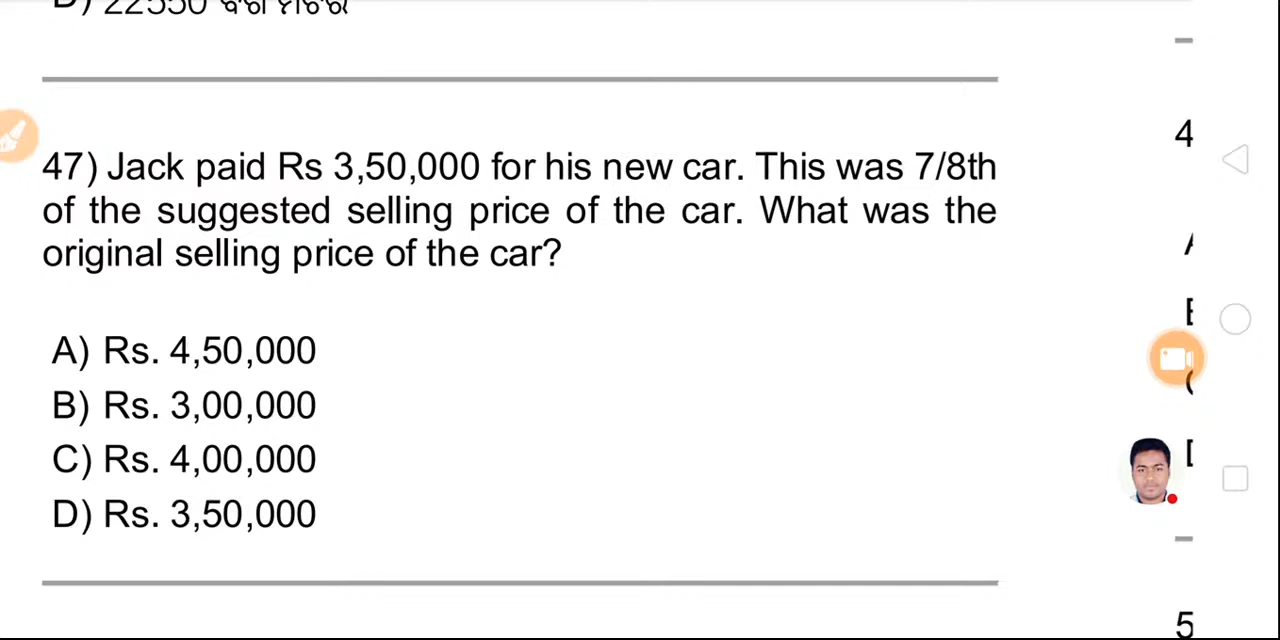 47) Jack paid Rs 3,50,000 for his new car. This was 7/8th
of the suggested selling price of the car. What was the
original selling price of the car?
A) Rs. 4,50,000
B) Rs. 3,00,000
C) Rs. 4,00,000
D) Rs. 3,50,000
4
5